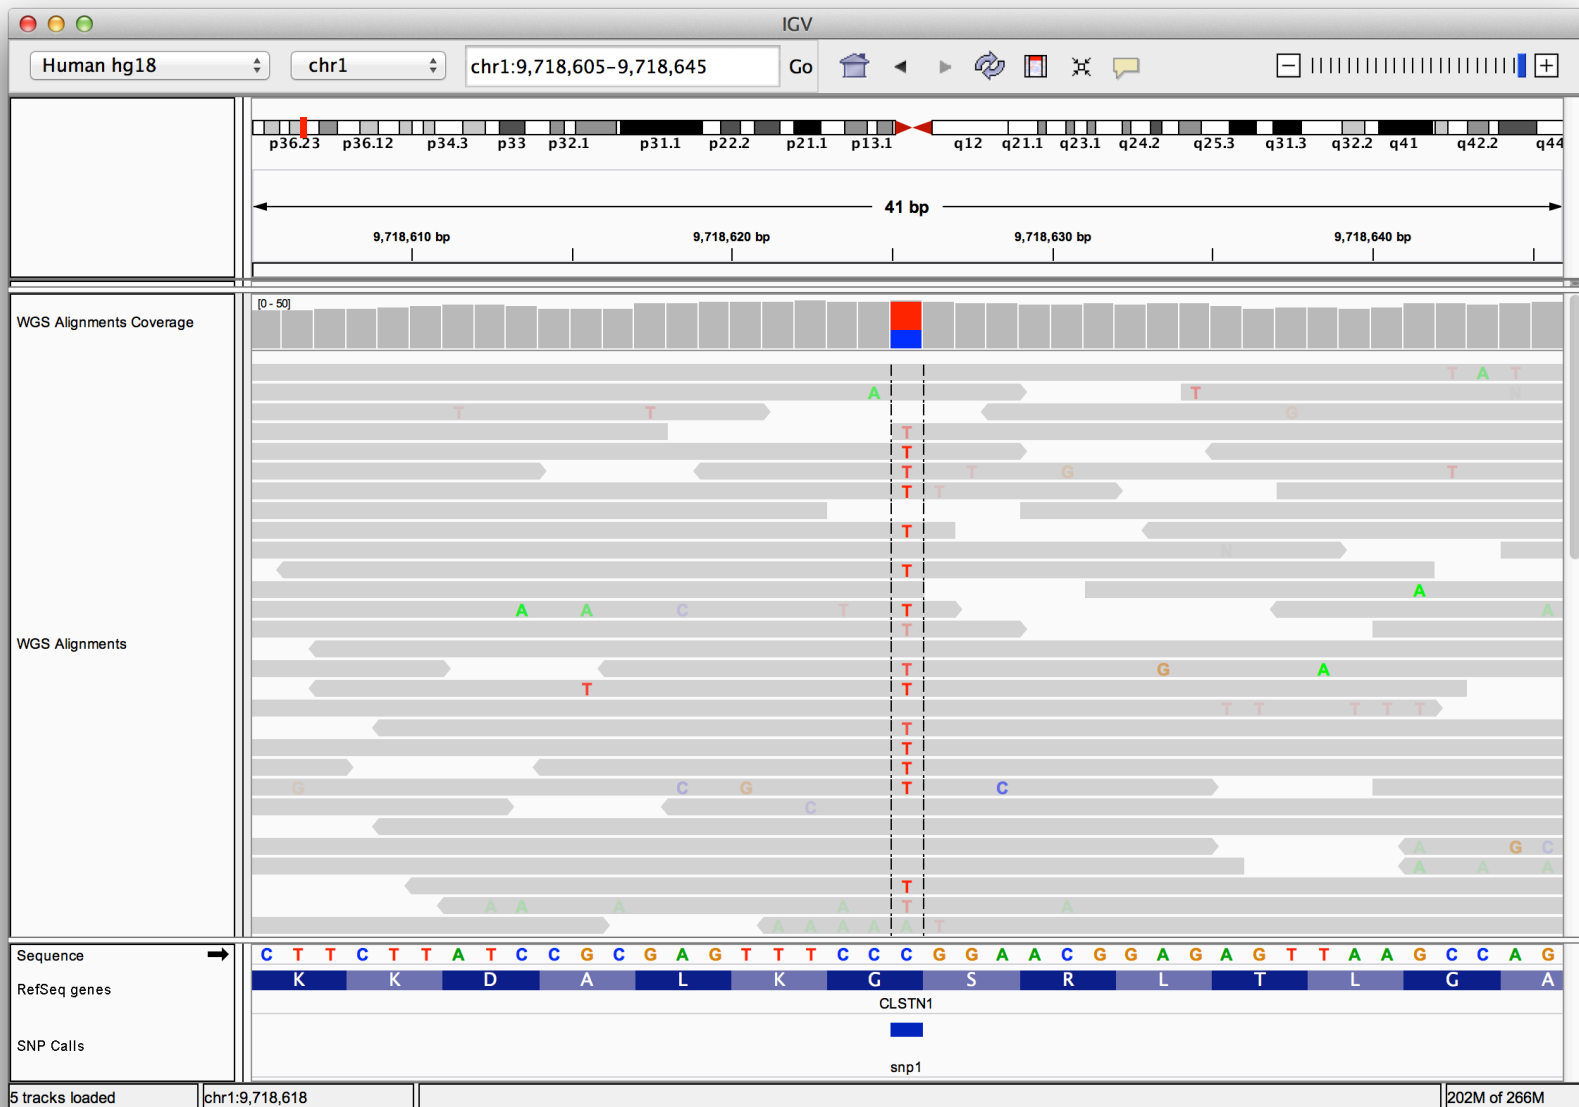 IGV
Human hg18 chr1 chr1:9,718,605-9,718,645 Go
p36.23 p36.12 p34.3 p33 p32.1 p31.1 p22.2 p21.1 p13.1 q12 q21.1 q23.1 q24.2 q25.3 q31.3 q32.2 q41 q42.2 q44
41 bp
9,718,610 bp 9,718,620 bp 9,718,630 bp 9,718,640 bp
[0 - 50]
WGS Alignments Coverage
T A T
A T N
T T G
T
T
T T G T
T T
T
N
T
A
A A C T T A
T
T G A
T T
T T T T T
T
T
T
G C G T C
C
A G C
A A A
T
A A A A T A
A A A A A T
WGS Alignments
Sequence C T T C T T A T C C G C G A G T T T C C C G G A A C G G A G A G T T A A G C C A G
RefSeq genes K K D A L K G S R L T L G A
CLSTN1
SNP Calls
snp1
5 tracks loaded chr1:9,718,618 202M of 266M